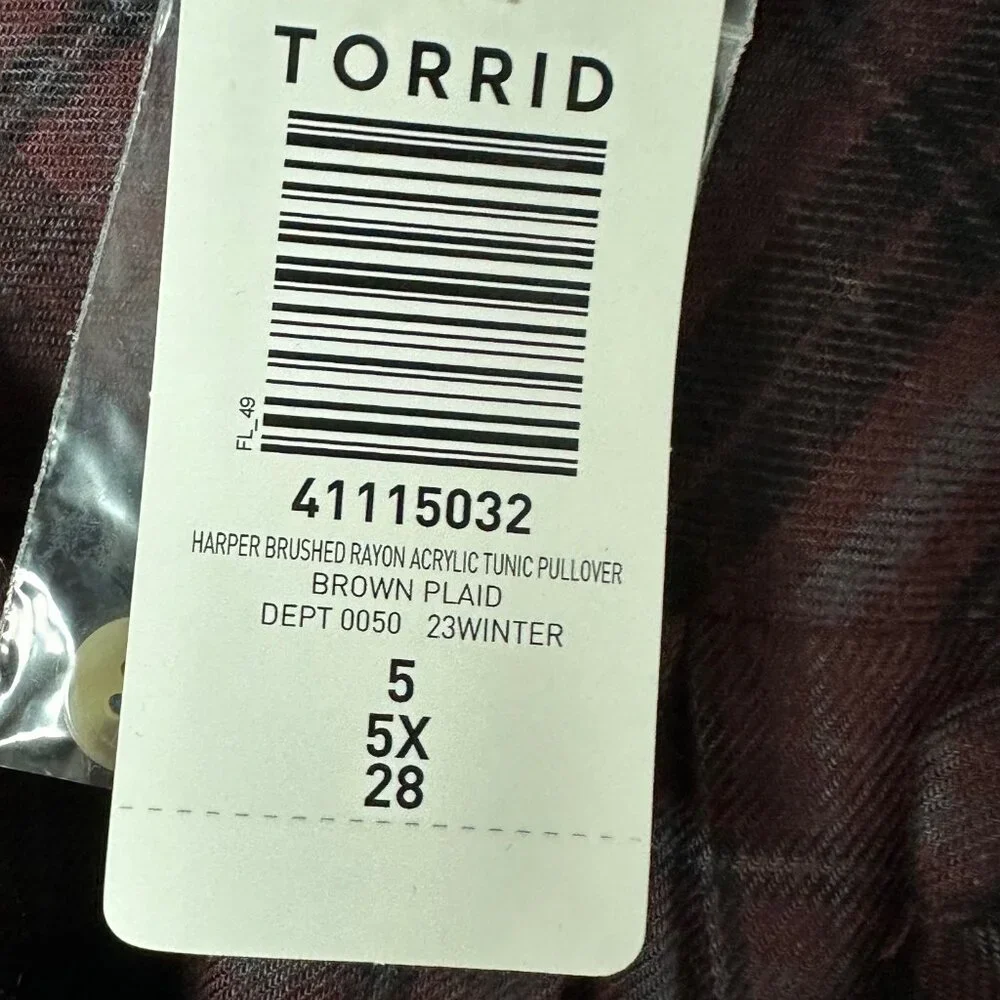 TORRID
FL_49
41115032
HARPER BRUSHED RAYON ACRYLIC TUNIC PULLOVER
BROWN PLAID
DEPT 0050 23WINTER
5
5X
28